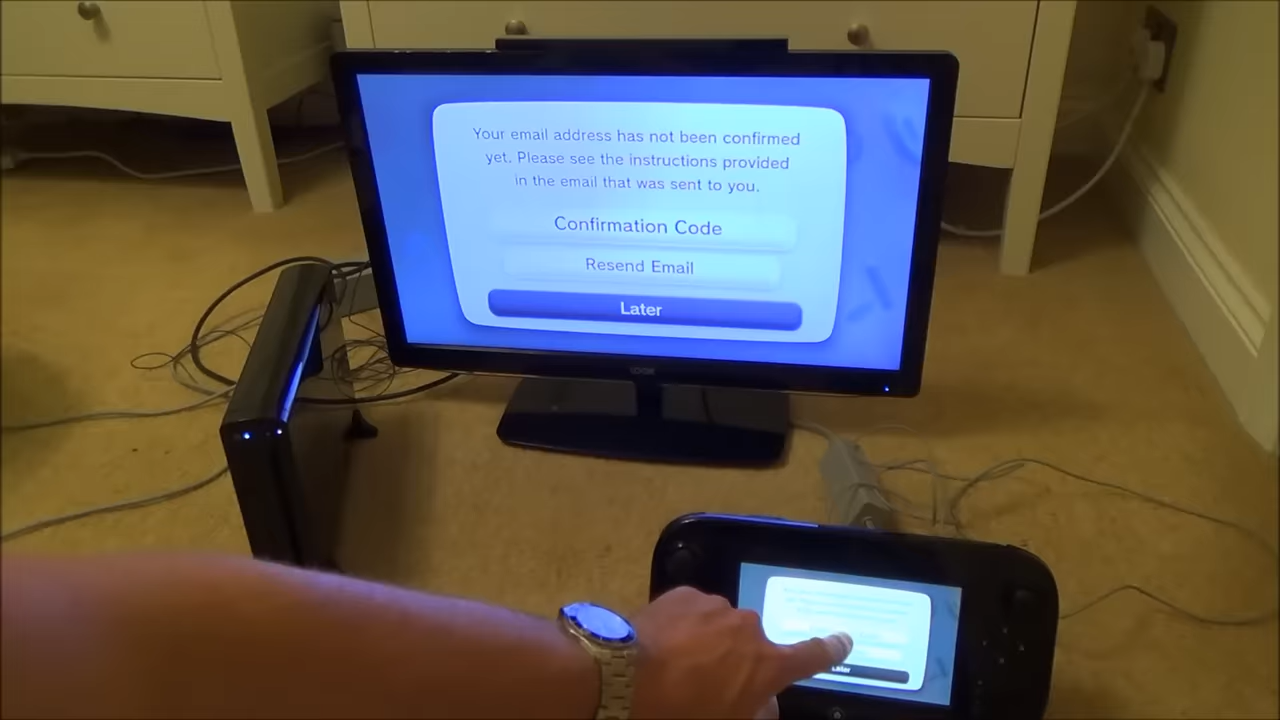 Your email address has not been confirmed
yet. Please see the instructions provided
in the email that was sent to you.
Confirmation Code
Resend Email
Later
Later